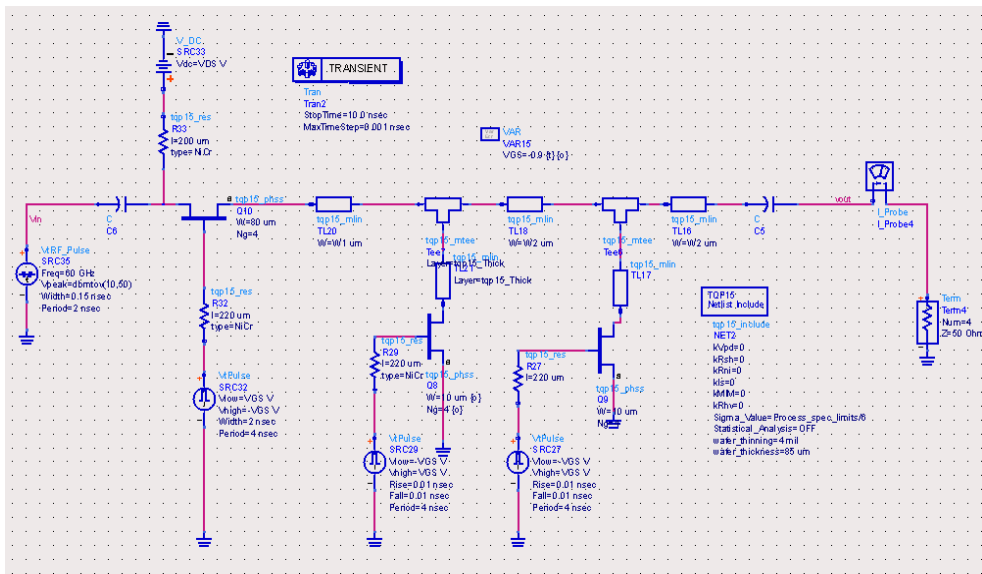 V_DC
SRC33
Vdc=VDS V
TRANSIENT
Tran
Tran2
StopTime=10.0 nsec
MaxTimeStep=0.001 nsec
tqp15_res
R33
l=200 um
type=NiCr
VAR
VAR15
VGS=-0.9 {t} {o}
Vin
C
C6
tqp15_phss
Q10
W=80 um
Ng=4
tqp15_mlin
TL20
W=W1 um
tqp15_mtee
Layer=tqp15_Thick
tqp15_mlin
TL18
W=W2 um
tqp15_mtee
tqp15_mlin
TL16
W=W2 um
C
C5
vout
I_Probe
I_Probe4
VtRF_Pulse
SRC35
Freq=60 GHz
Vpeak=dbmtov(10,50)
Width=0.15 nsec
Period=2 nsec
tqp15_mlin
TL21
Layer=tqp15_Thick
tqp15_mlin
TL17
tqp15_res
R32
l=220 um
type=NiCr
VtPulse
SRC32
Vlow=VGS V
Vhigh=-VGS V
Width=2 nsec
Period=4 nsec
tqp15_res
R29
l=220 um
type=NiCr
tqp15_phss
Q8
W=10 um {o}
Ng=4 {o}
tqp15_res
R27
l=220 um
tqp15_phss
Q9
W=10 um
VtPulse
SRC29
Vlow=-VGS V
Vhigh=VGS V
Rise=0.01 nsec
Fall=0.01 nsec
Period=4 nsec
VtPulse
SRC27
Vlow=-VGS V
Vhigh=VGS V
Rise=0.01 nsec
Fall=0.01 nsec
Period=4 nsec
TQP15
Netlist Include
tqp15_include
NET2
kVpd=0
kRsh=0
kRni=0
kIs=0
kMIM=0
kRhv=0
Sigma_Value=Process_spec_limits/6
Statistical_Analysis=OFF
wafer_thinning=4 mil
wafer_thickness=85 um
Term
Term4
Num=4
Z=50 Ohm